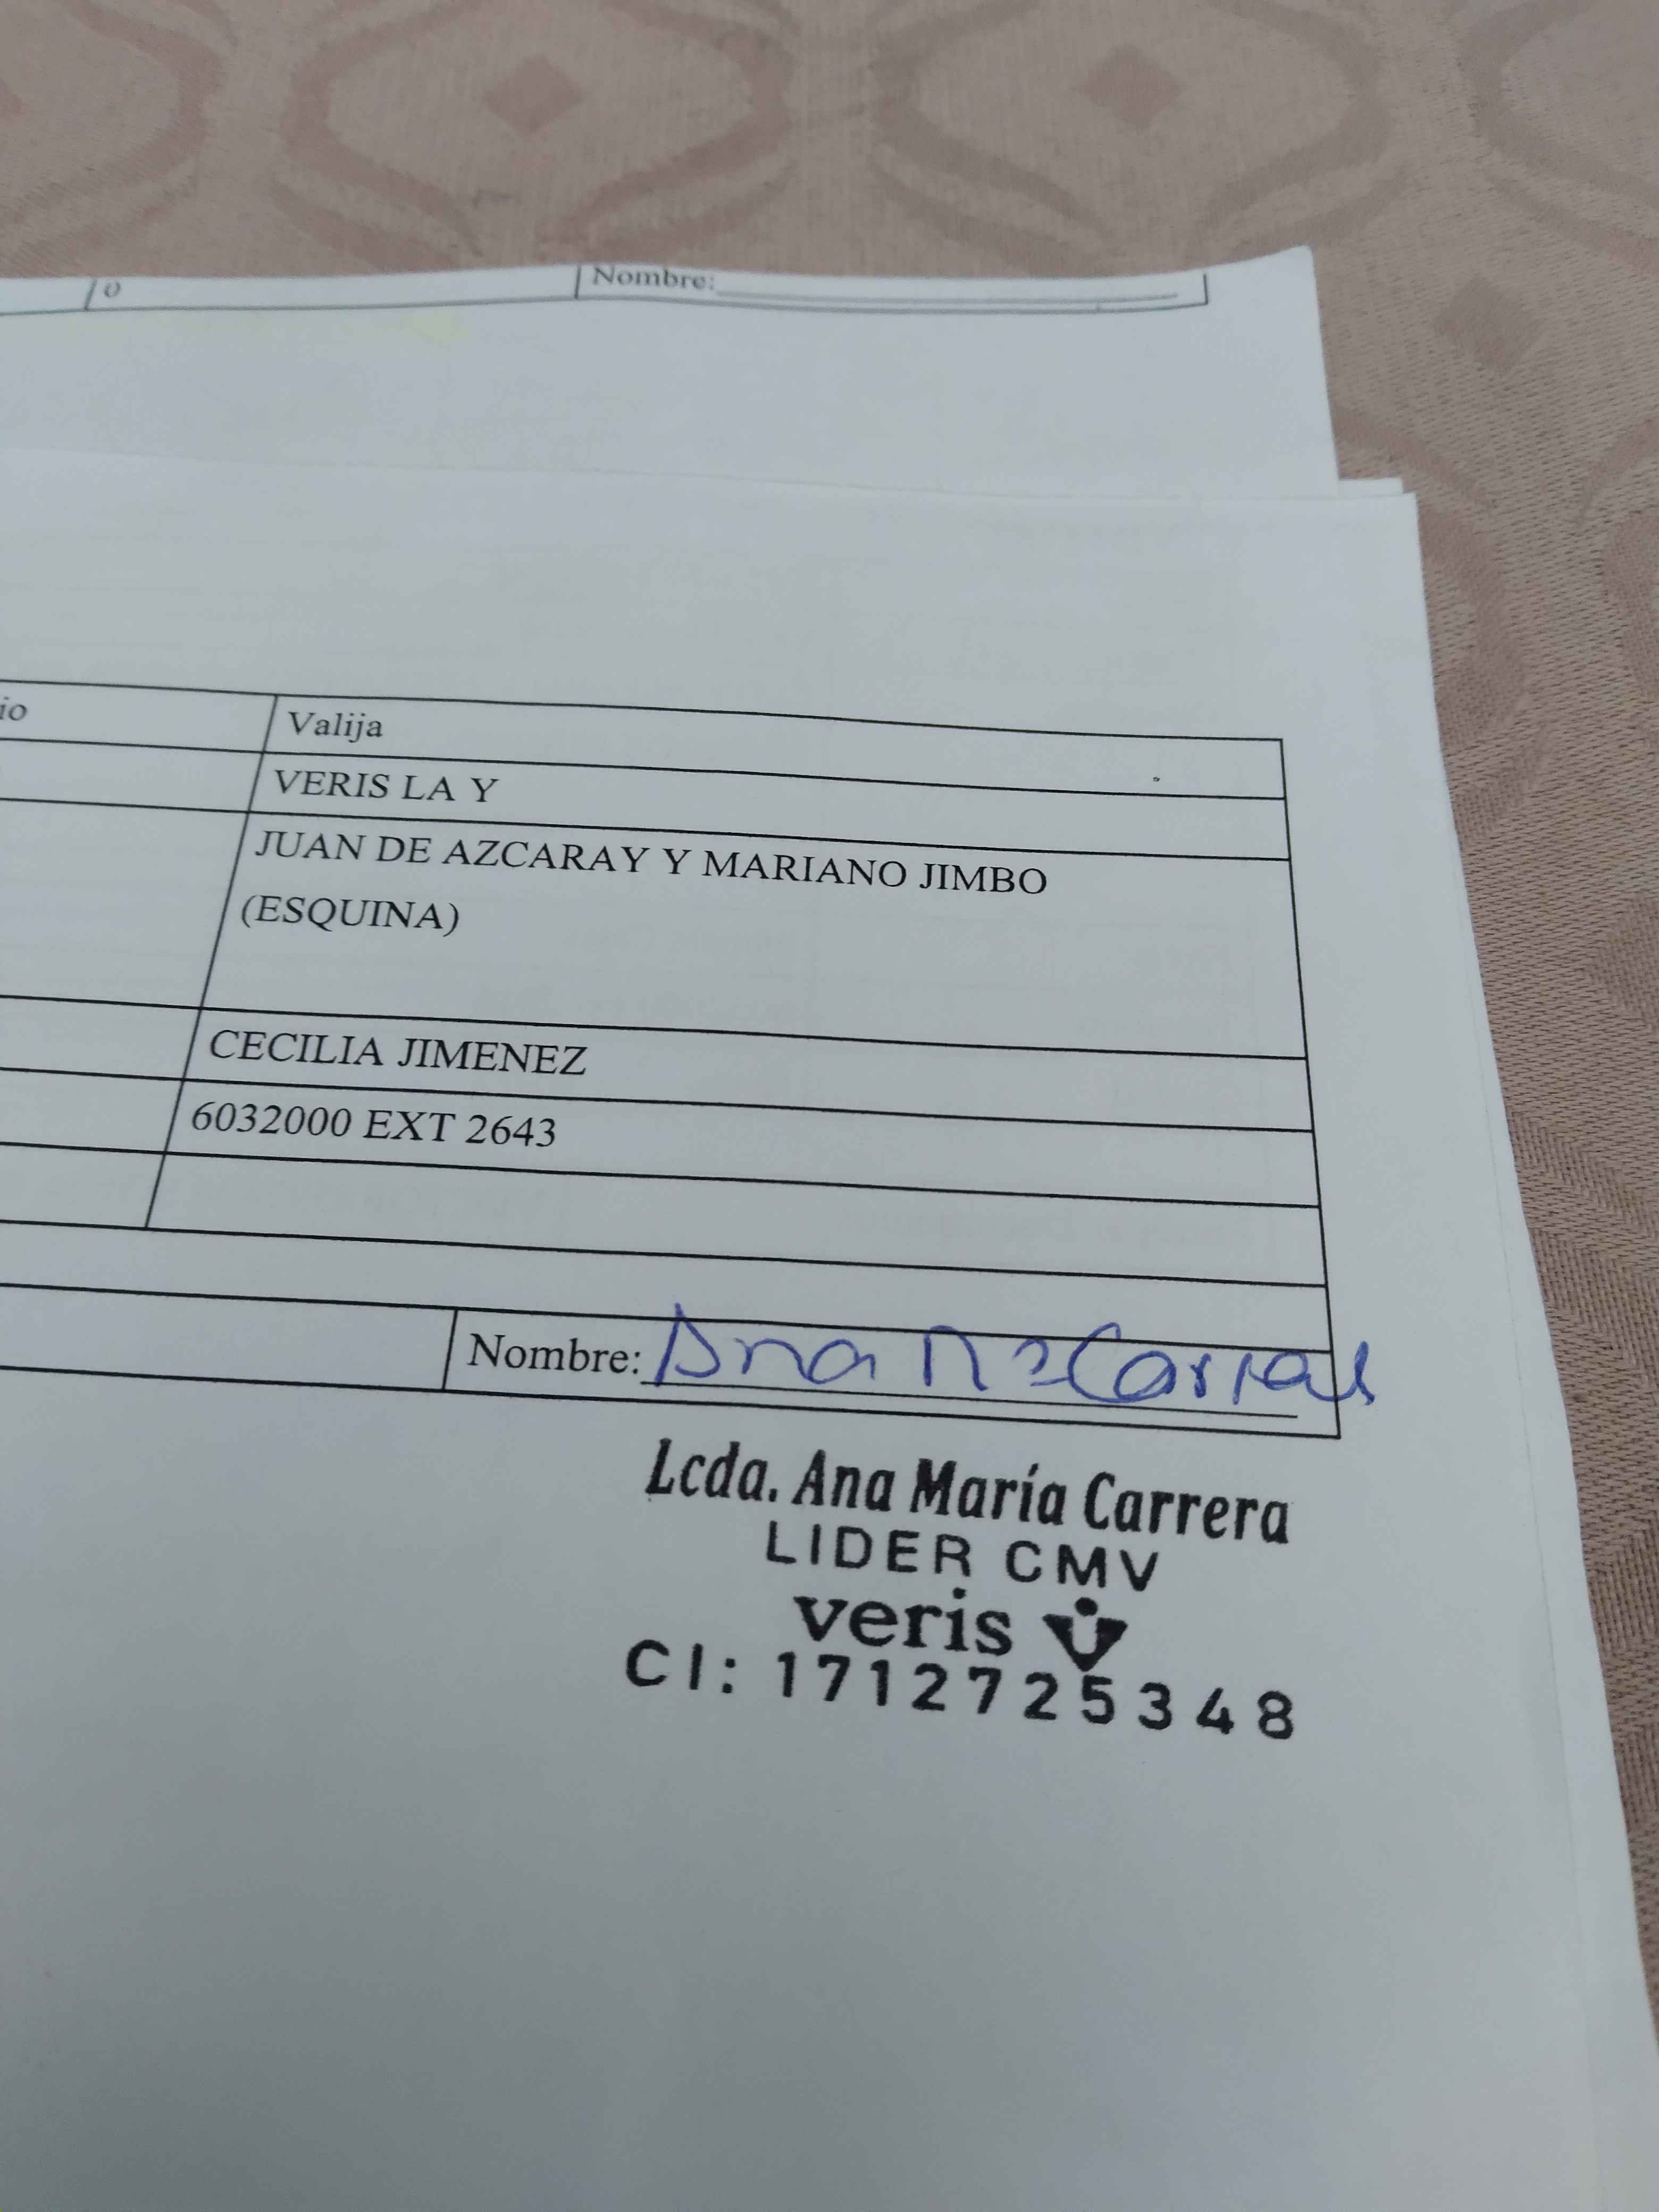 Nombre:
io
Valija
VERIS LA Y
JUAN DE AZCARAY Y MARIANO JIMBO
(ESQUINA)
CECILIA JIMENEZ
6032000 EXT 2643
Nombre: Ana
Lcda. Ana María Carrera
LIDER CMV
veris
CI: 1712725348